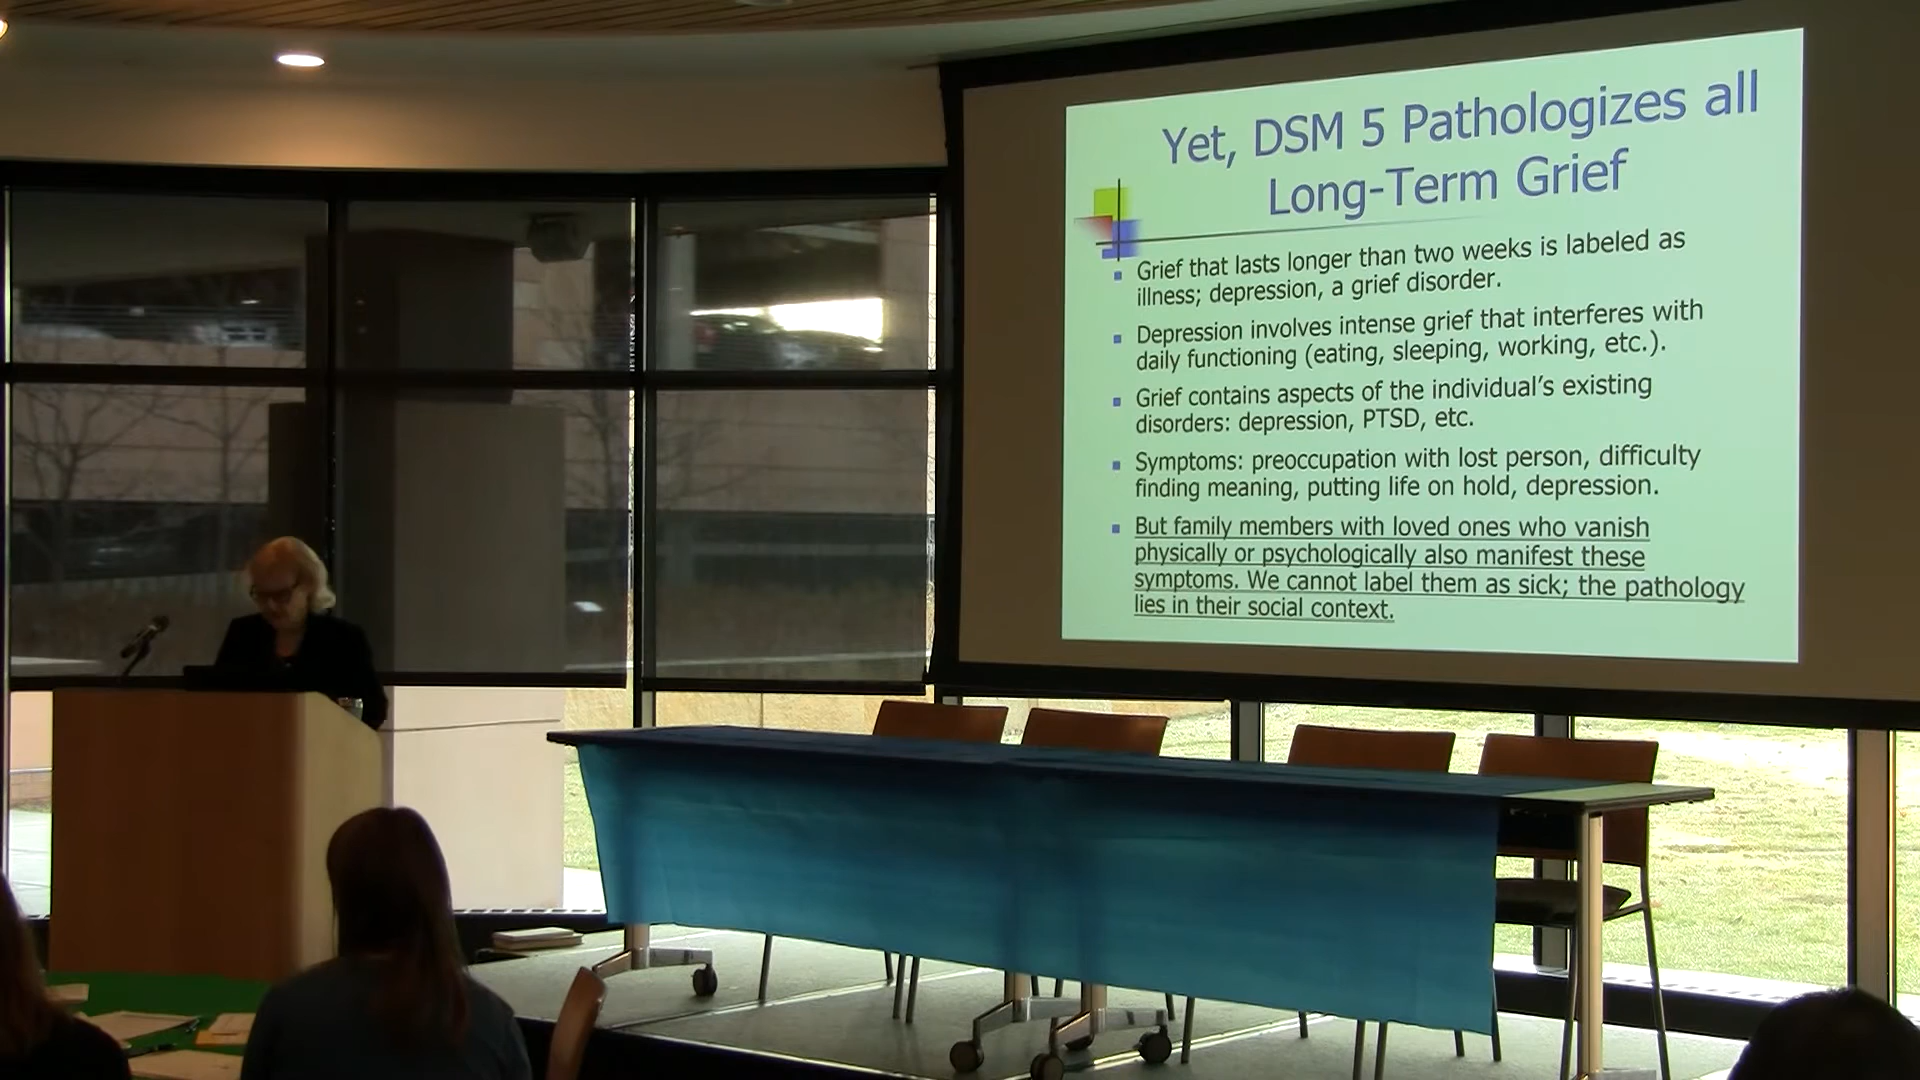 Yet, DSM 5 Pathologizes all
Long-Term Grief
Grief that lasts longer than two weeks is labeled as
illness; depression, a grief disorder.
Depression involves intense grief that interferes with
daily functioning (eating, sleeping, working, etc.).
Grief contains aspects of the individual's existing
disorders: depression, PTSD, etc.
Symptoms: preoccupation with lost person, difficulty
finding meaning, putting life on hold, depression.
But family members with loved ones who vanish
physically or psychologically also manifest these
symptoms. We cannot label them as sick; the pathology
lies in their social context.